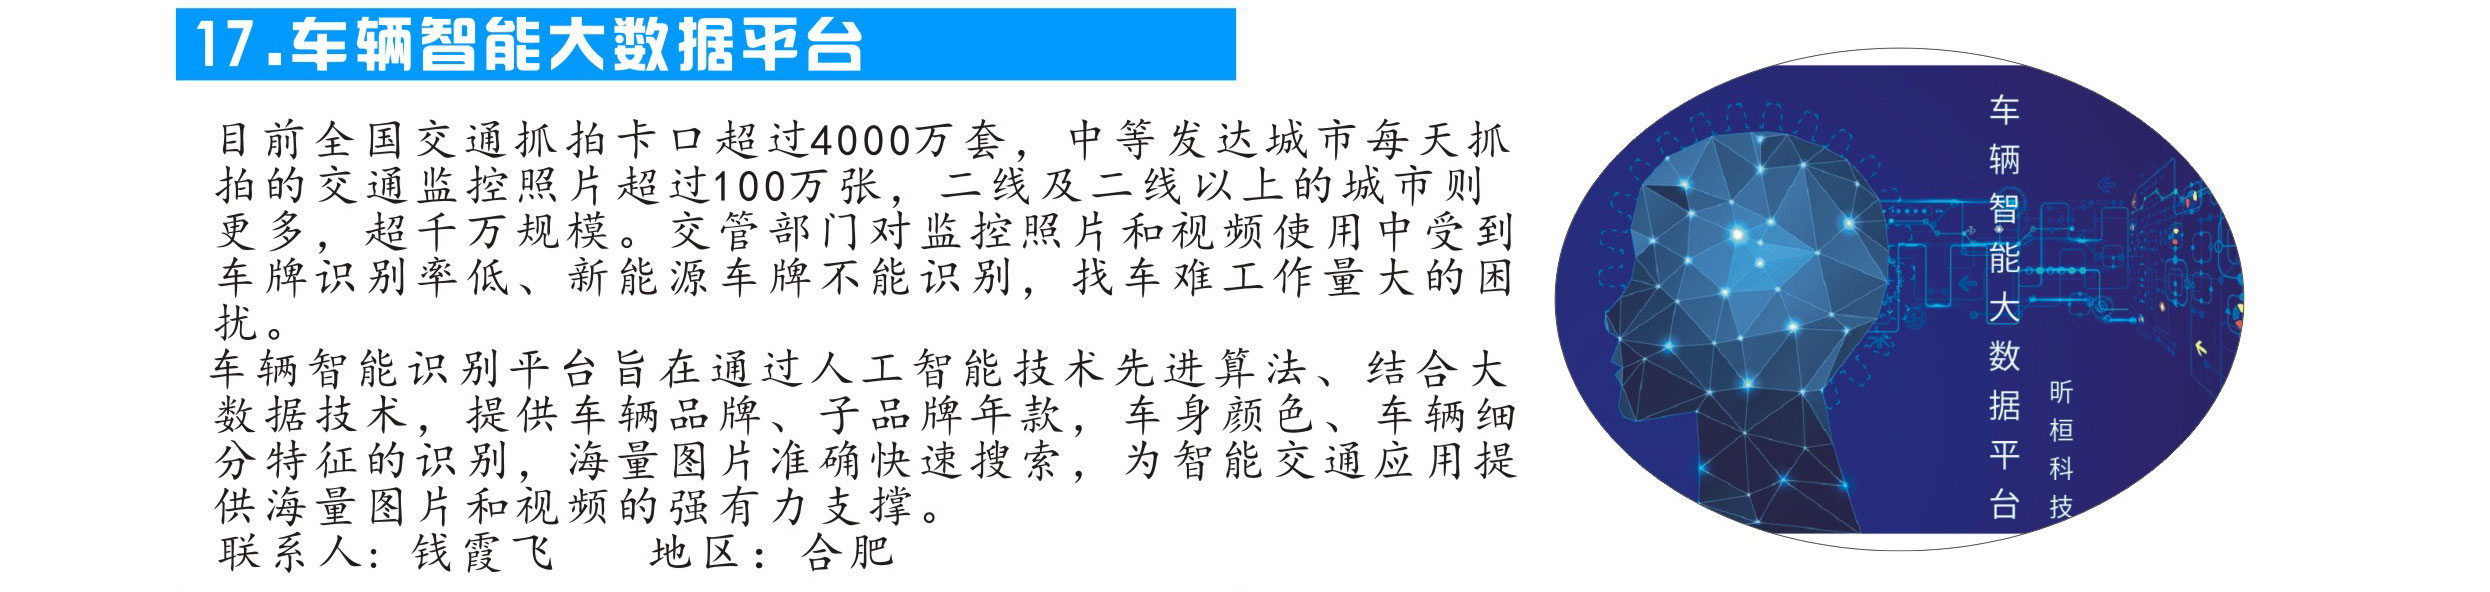 17.车辆智能大数据平台
目前全国交通抓拍卡口超过4000万套，中等发达城市每天抓
拍的交通监控照片超过100万张，二线及二线以上的城市则
更多，超千万规模。交管部门对监控照片和视频使用中受到
车牌识别率低、新能源车牌不能识别，找车难工作量大的困
扰。
车辆智能识别平台旨在通过人工智能技术先进算法、结合大
数据技术，提供车辆品牌、子品牌年款，车身颜色、车辆细
分特征的识别，海量图片准确快速搜索，为智能交通应用提
供海量图片和视频的强有力支撑。
联系人：钱霞飞 地区：合肥
车辆智能大数据平台
昕桓科技